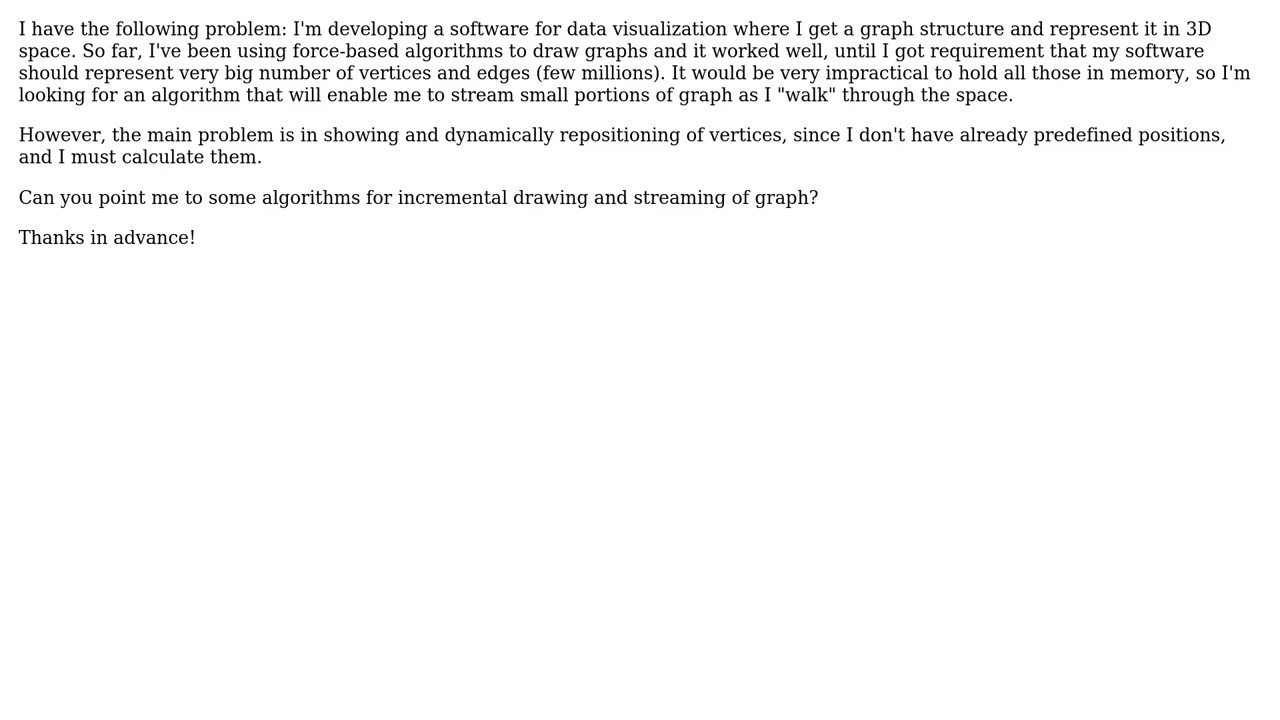 I have the following problem: I'm developing a software for data visualization where I get a graph structure and represent it in 3D
space. So far, I've been using force-based algorithms to draw graphs and it worked well, until I got requirement that my software
should represent very big number of vertices and edges (few millions). It would be very impractical to hold all those in memory, so I'm
looking for an algorithm that will enable me to stream small portions of graph as I "walk" through the space.
However, the main problem is in showing and dynamically repositioning of vertices, since I don't have already predefined positions,
and I must calculate them.
Can you point me to some algorithms for incremental drawing and streaming of graph?
Thanks in advance!